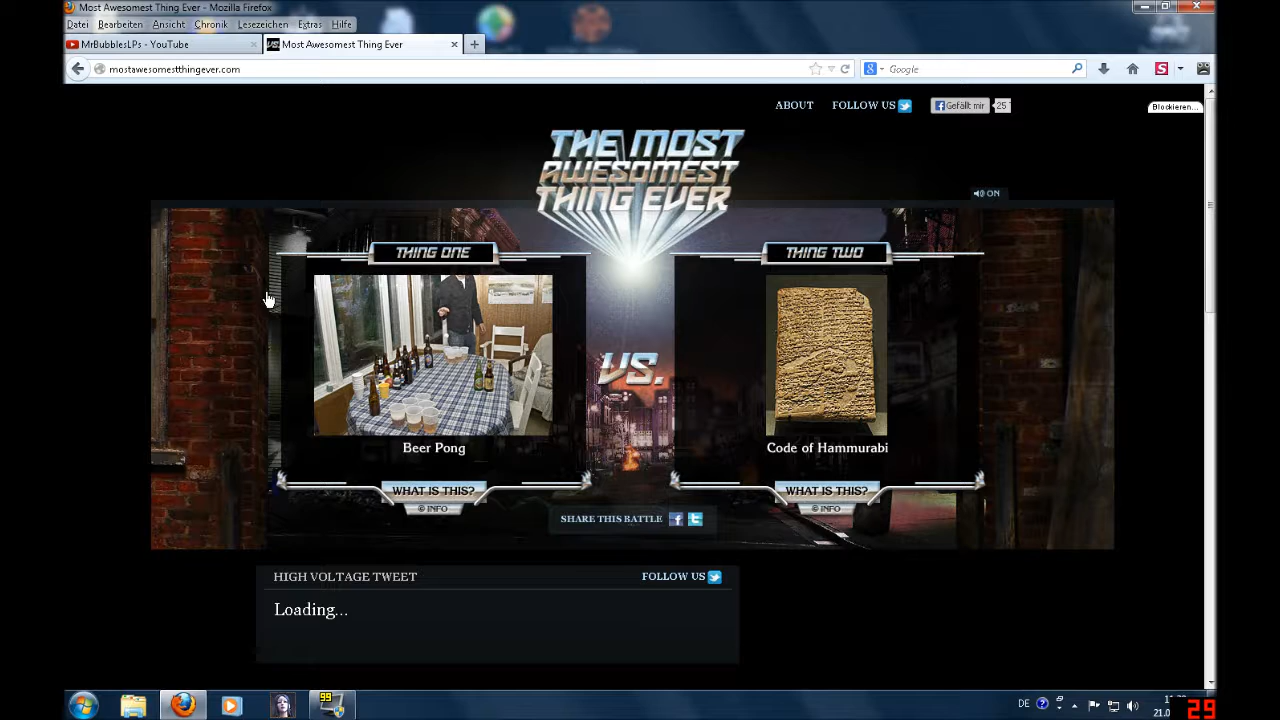 Most Awesomest Thing Ever - Mozilla Firefox
Datei Bearbeiten Ansicht Chronik Lesezeichen Extras Hilfe
MrBubblesLPs - YouTube
VS. Most Awesomest Thing Ever
mostawesomestthingever.com
Google
ABOUT FOLLOW US
Gefällt mir 25
Blockieren...
THE MOST
AWESOMEST
THING EVER
ON
THING ONE
THING TWO
VS.
Beer Pong
Code of Hammurabi
WHAT IS THIS?
© INFO
WHAT IS THIS?
© INFO
SHARE THIS BATTLE
HIGH VOLTAGE TWEET
FOLLOW US
Loading...
99
DE
29